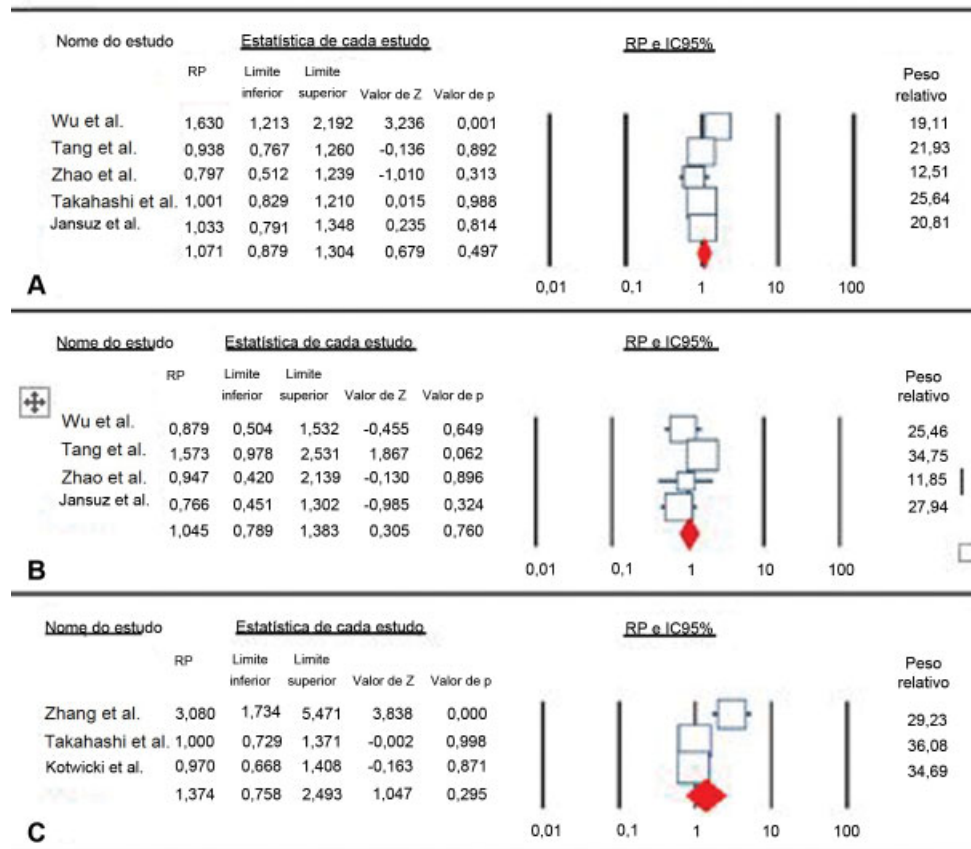 Nome do estudo Estatística de cada estudo RP e IC95%
RP Limite inferior Limite superior Valor de Z Valor de p Peso relativo
Wu et al. 1,630 1,213 2,192 3,236 0,001 19,11
Tang et al. 0,938 0,767 1,260 -0,136 0,892 21,93
Zhao et al. 0,797 0,512 1,239 -1,010 0,313 12,51
Takahashi et al. 1,001 0,829 1,210 0,015 0,988 25,64
Jansuz et al. 1,033 0,791 1,348 0,235 0,814 20,81
1,071 0,879 1,304 0,679 0,497
A 0,01 0,1 1 10 100
Nome do estudo Estatística de cada estudo RP e IC95%
RP Limite inferior Limite superior Valor de Z Valor de p Peso relativo
Wu et al. 0,879 0,504 1,532 -0,455 0,649 25,46
Tang et al. 1,573 0,978 2,531 1,867 0,062 34,75
Zhao et al. 0,947 0,420 2,139 -0,130 0,896 11,85
Jansuz et al. 0,766 0,451 1,302 -0,985 0,324 27,94
1,045 0,789 1,383 0,305 0,760
B 0,01 0,1 1 10 100
Nome do estudo Estatística de cada estudo RP e IC95%
RP Limite inferior Limite superior Valor de Z Valor de p Peso relativo
Zhang et al. 3,080 1,734 5,471 3,838 0,000 29,23
Takahashi et al. 1,000 0,729 1,371 -0,002 0,998 36,08
Kotwicki et al. 0,970 0,668 1,408 -0,163 0,871 34,69
1,374 0,758 2,493 1,047 0,295
C 0,01 0,1 1 10 100